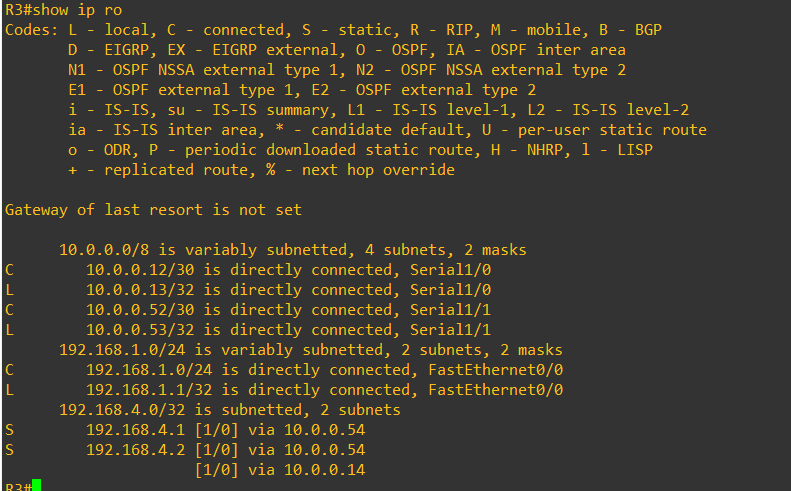 R3#show ip ro
Codes: L - local, C - connected, S - static, R - RIP, M - mobile, B - BGP
       D - EIGRP, EX - EIGRP external, O - OSPF, IA - OSPF inter area
       N1 - OSPF NSSA external type 1, N2 - OSPF NSSA external type 2
       E1 - OSPF external type 1, E2 - OSPF external type 2
       i - IS-IS, su - IS-IS summary, L1 - IS-IS level-1, L2 - IS-IS level-2
       ia - IS-IS inter area, * - candidate default, U - per-user static route
       o - ODR, P - periodic downloaded static route, H - NHRP, l - LISP
       + - replicated route, % - next hop override

Gateway of last resort is not set

      10.0.0.0/8 is variably subnetted, 4 subnets, 2 masks
C        10.0.0.12/30 is directly connected, Serial1/0
L        10.0.0.13/32 is directly connected, Serial1/0
C        10.0.0.52/30 is directly connected, Serial1/1
L        10.0.0.53/32 is directly connected, Serial1/1
      192.168.1.0/24 is variably subnetted, 2 subnets, 2 masks
C        192.168.1.0/24 is directly connected, FastEthernet0/0
L        192.168.1.1/32 is directly connected, FastEthernet0/0
      192.168.4.0/32 is subnetted, 2 subnets
S        192.168.4.1 [1/0] via 10.0.0.54
S        192.168.4.2 [1/0] via 10.0.0.54
                     [1/0] via 10.0.0.14
R3#